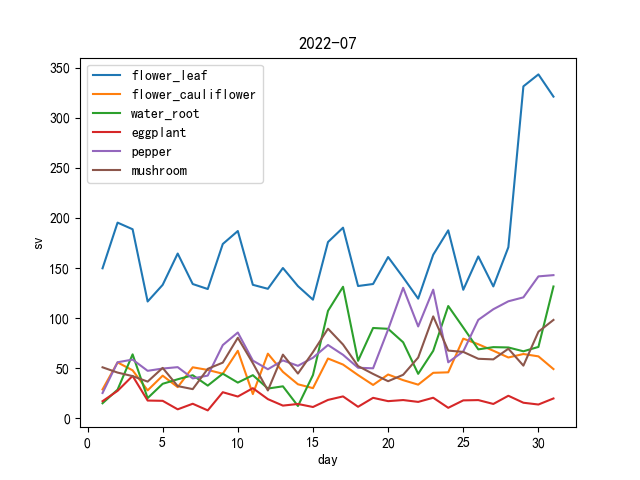 2022-07
350
300
250
200
150
100
50
0
sv
flower_leaf
flower_cauliflower
water_root
eggplant
pepper
mushroom
0 5 10 15 20 25 30
day